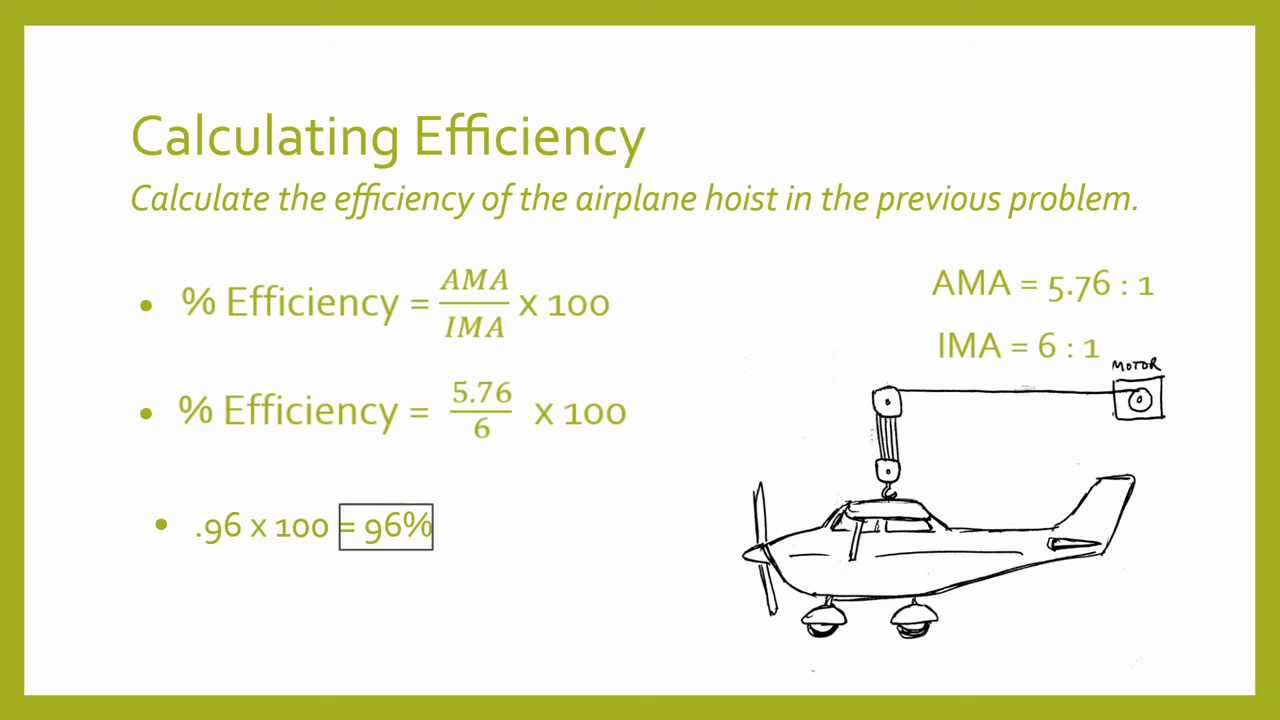 Calculating Efficiency
Calculate the efficiency of the airplane hoist in the previous problem.
• % Efficiency = AMA/IMA x 100
• % Efficiency = 5.76/6 x 100
• .96 x 100 = 96%
AMA = 5.76 : 1
IMA = 6 : 1
MOTOR